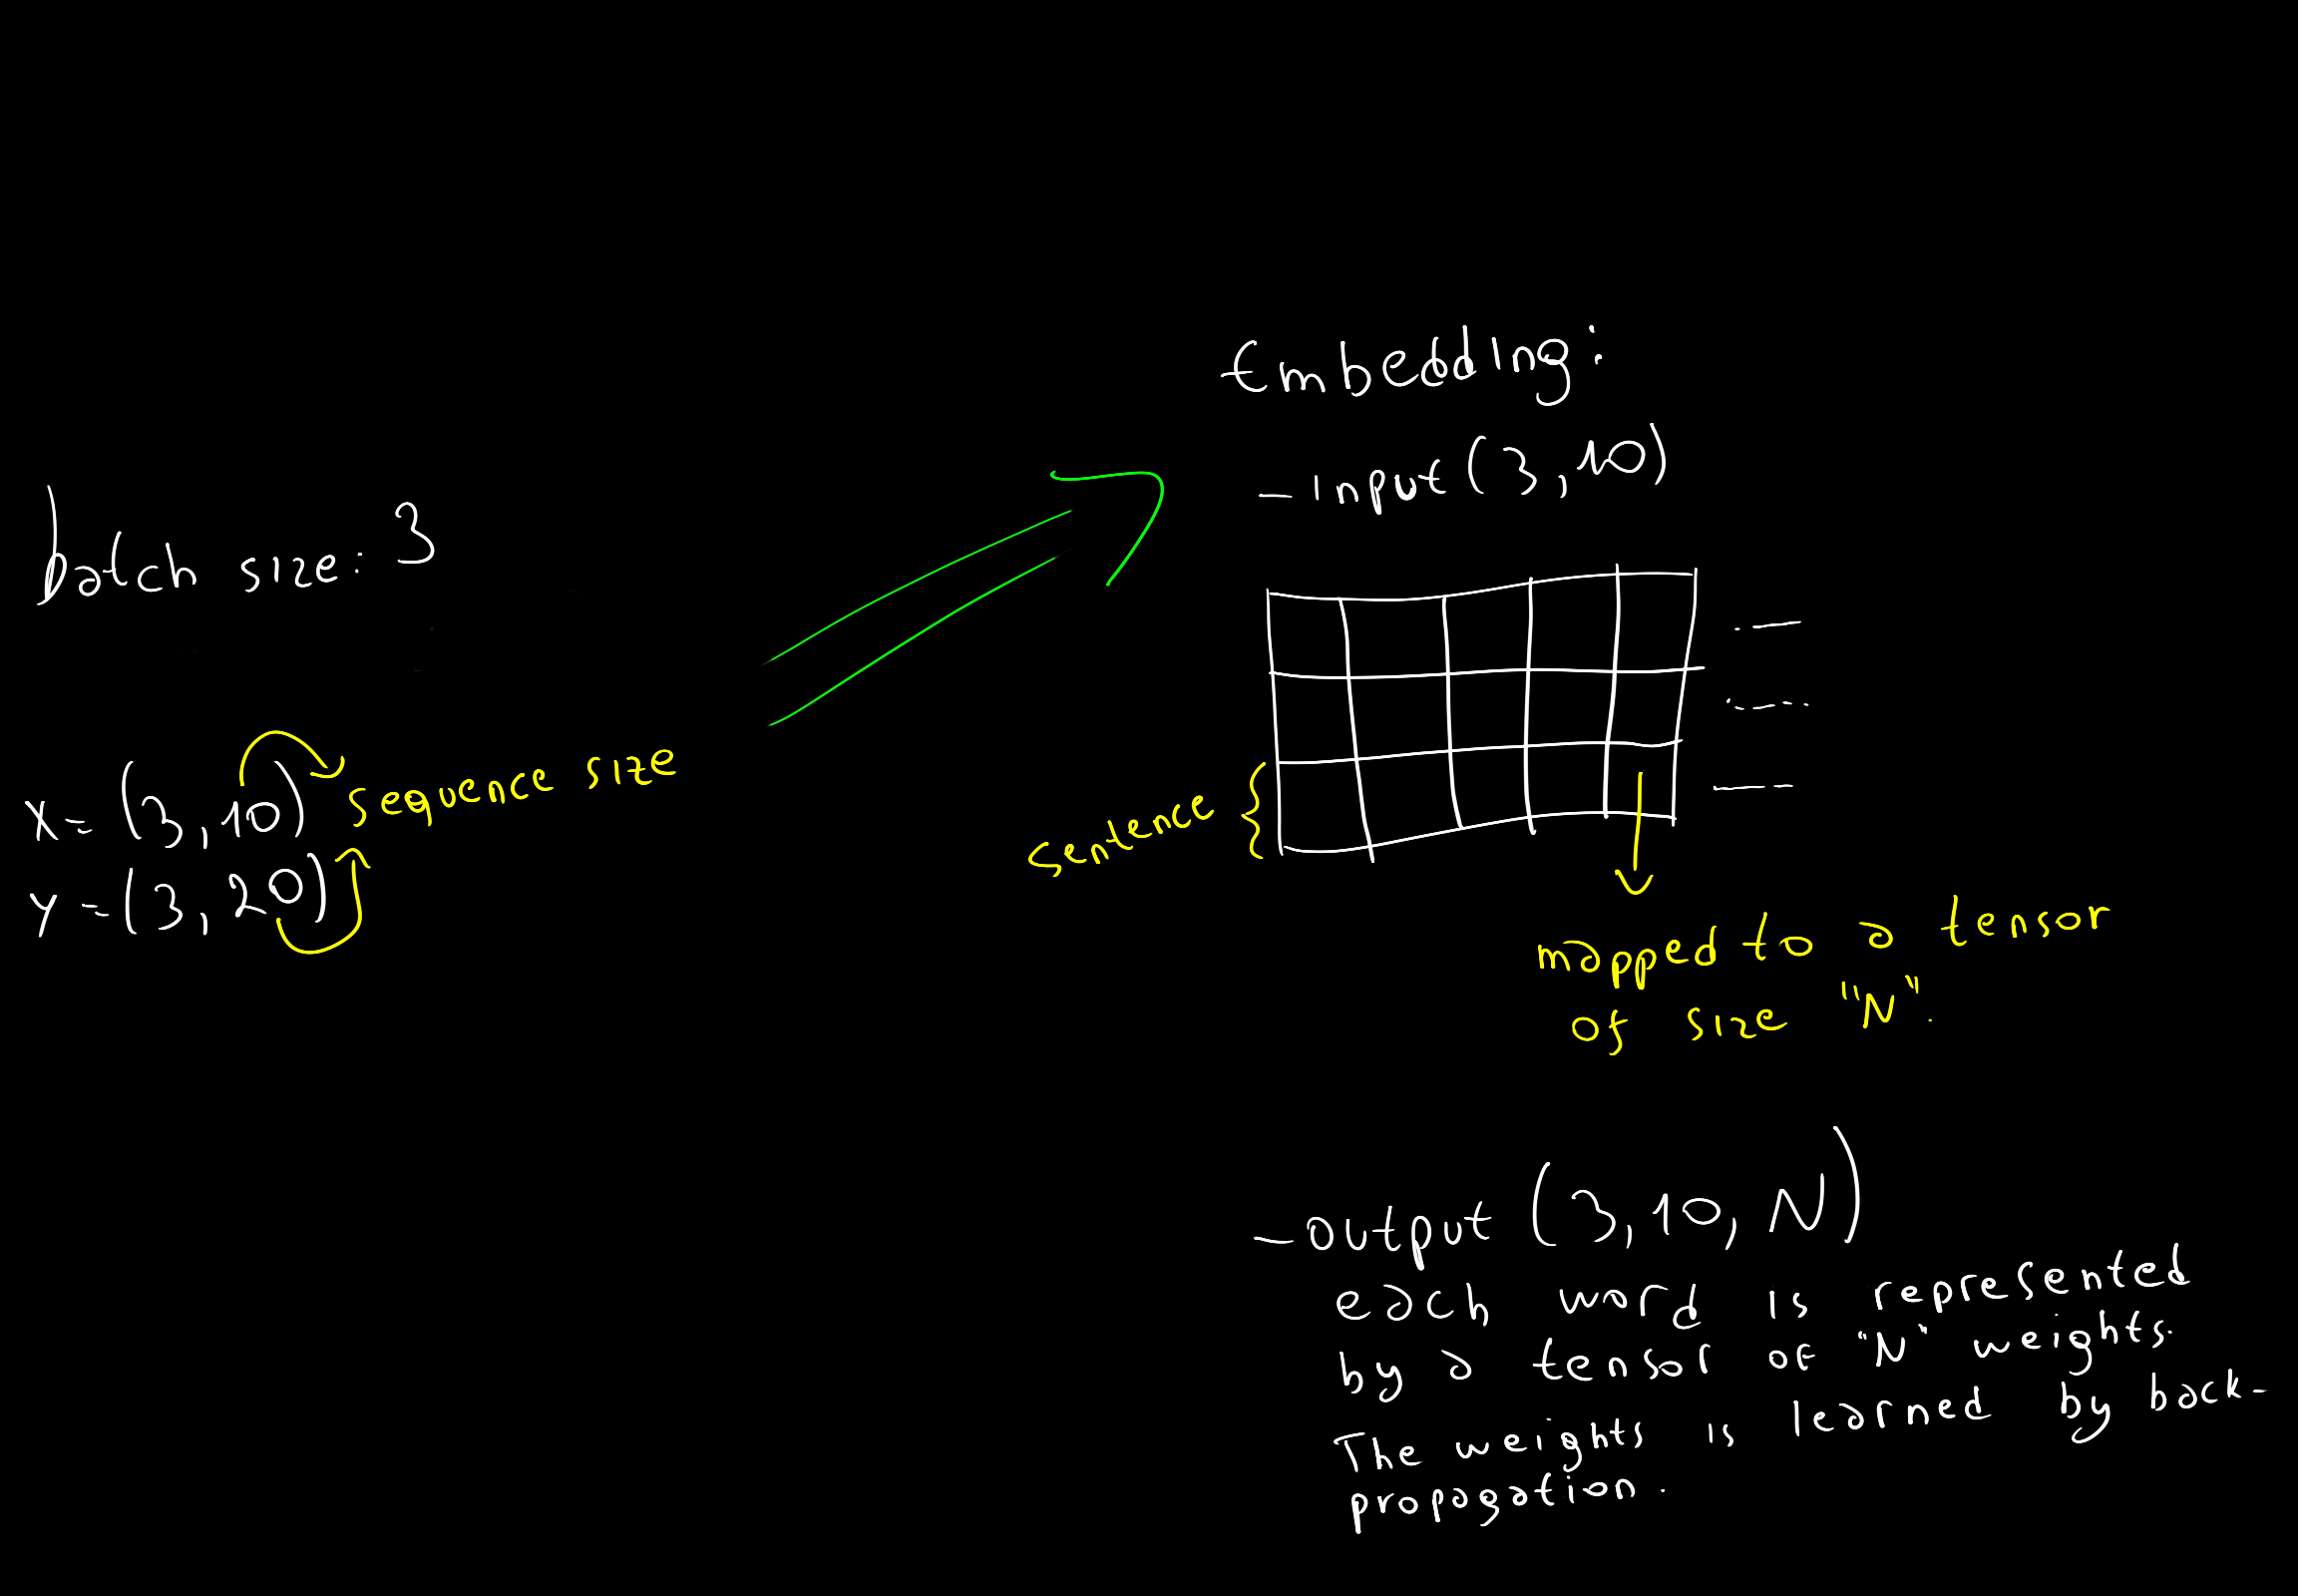 batch size: 3
X = (3,10) sequence size
Y = (3,20)
Embedding:
- input (3,10)
sentence
mapped to a tensor
of size "N".
- output (3,10,N)
each word is represented
by a tensor of "N" weights.
The weights is learned by back-
propagation.